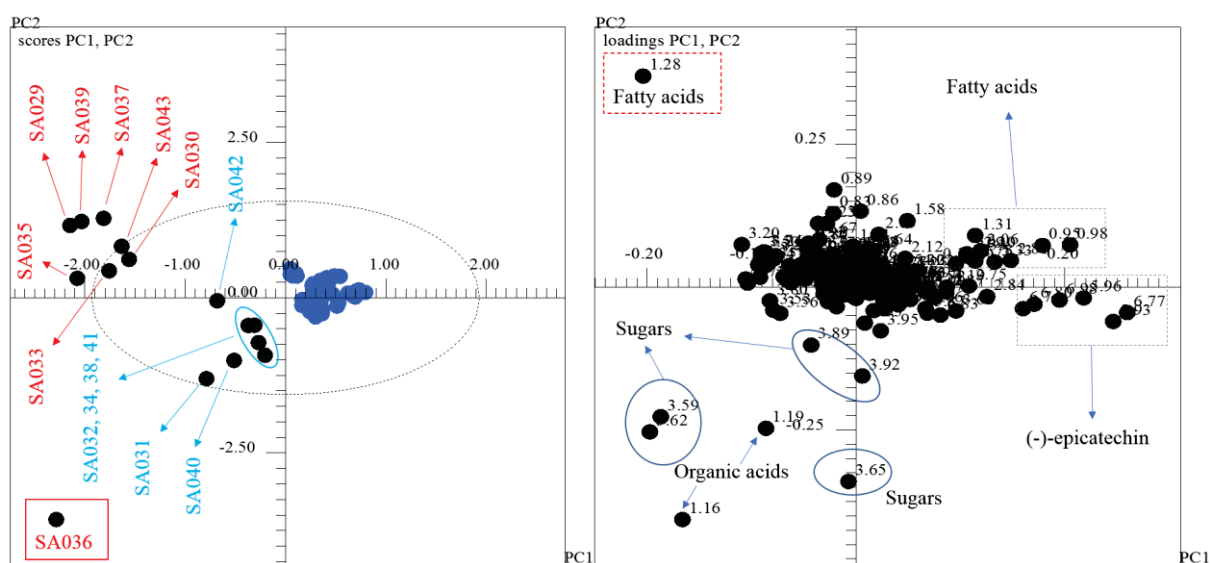 PC2
scores PC1, PC2
SA029
SA039
SA037
SA043
SA030
SA042
2.50
SA035
-2.00
-1.00
0.00
1.00
2.00
SA033
SA032, 34, 38, 41
SA031
SA040
-2.50
SA036
PC1
PC2
loadings PC1, PC2
1.28
Fatty acids
Fatty acids
0.25
0.89
0.86
0.83
1.58
1.31
2.06
0.95
0.98
3.20
2.12
-0.20
0.20
2.84
6.77
3.56
3.95
3.89
Sugars
3.92
3.59
1.19
-0.25
(-)-epicatechin
Organic acids
3.65
Sugars
1.16
PC1